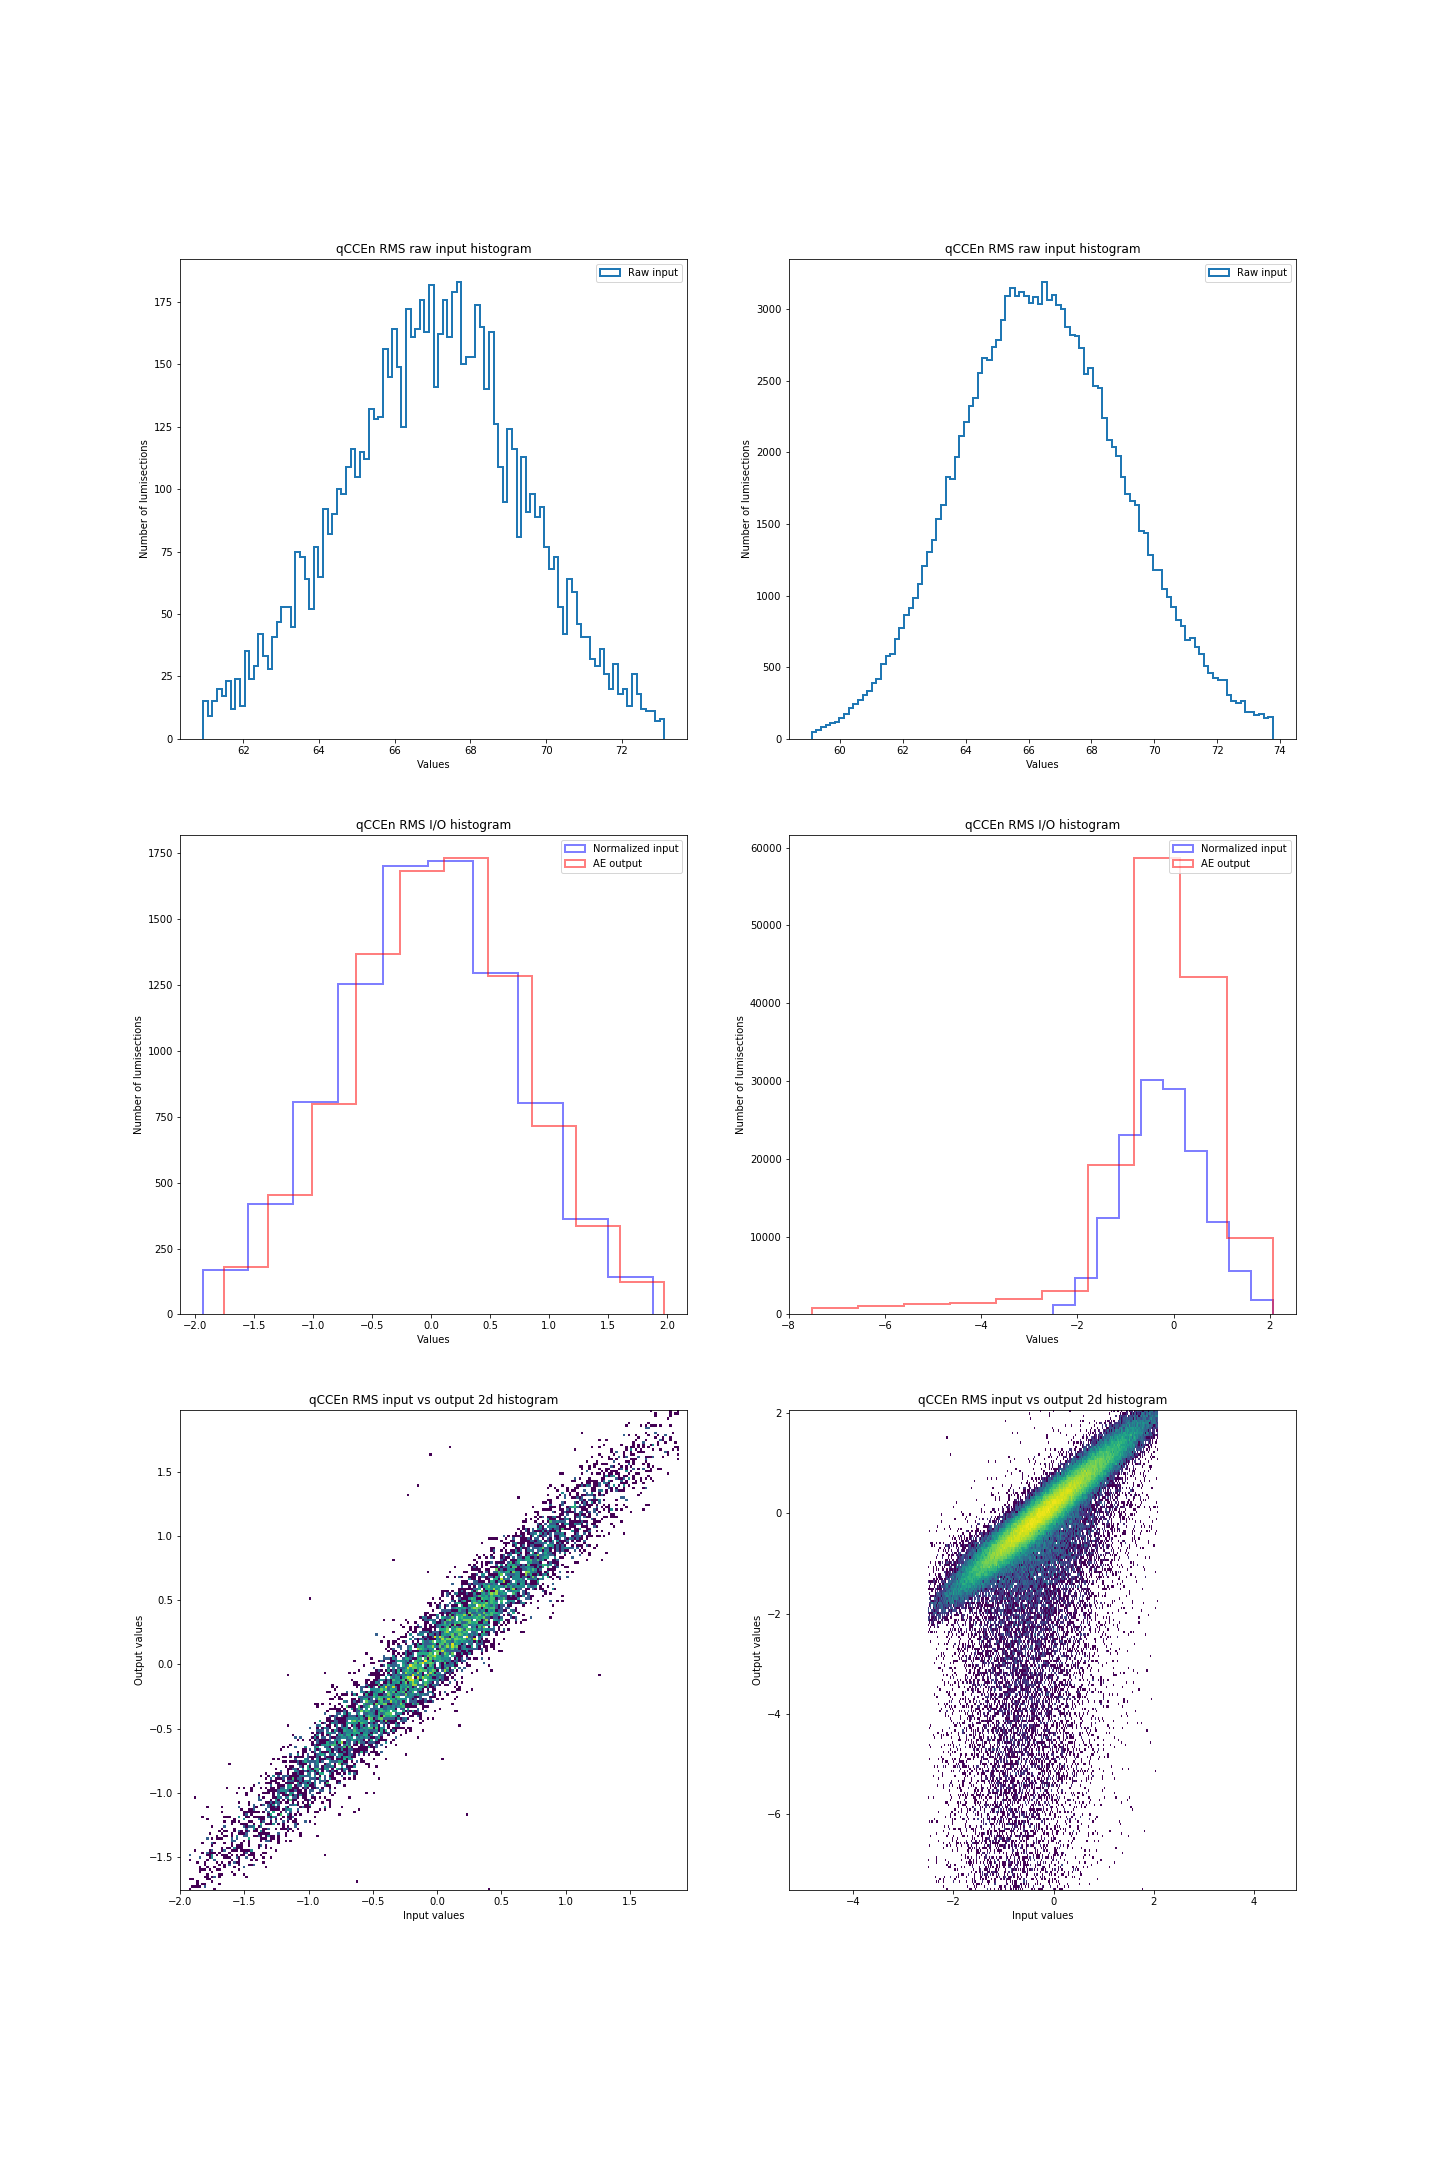 qCCEn RMS raw input histogram
Raw input
Number of lumisections
175
150
125
100
75
50
25
0
62 64 66 68 70 72
Values
qCCEn RMS raw input histogram
Raw input
Number of lumisections
3000
2500
2000
1500
1000
500
0
60 62 64 66 68 70 72 74
Values
qCCEn RMS I/O histogram
Normalized input
AE output
Number of lumisections
1750
1500
1250
1000
750
500
250
0
−2.0 −1.5 −1.0 −0.5 0.0 0.5 1.0 1.5 2.0
Values
qCCEn RMS I/O histogram
Normalized input
AE output
Number of lumisections
60000
50000
40000
30000
20000
10000
0
−8 −6 −4 −2 0 2
Values
qCCEn RMS input vs output 2d histogram
Output values
1.5
1.0
0.5
0.0
−0.5
−1.0
−1.5
−2.0 −1.5 −1.0 −0.5 0.0 0.5 1.0 1.5
Input values
qCCEn RMS input vs output 2d histogram
Output values
2
0
−2
−4
−6
−4 −2 0 2 4
Input values